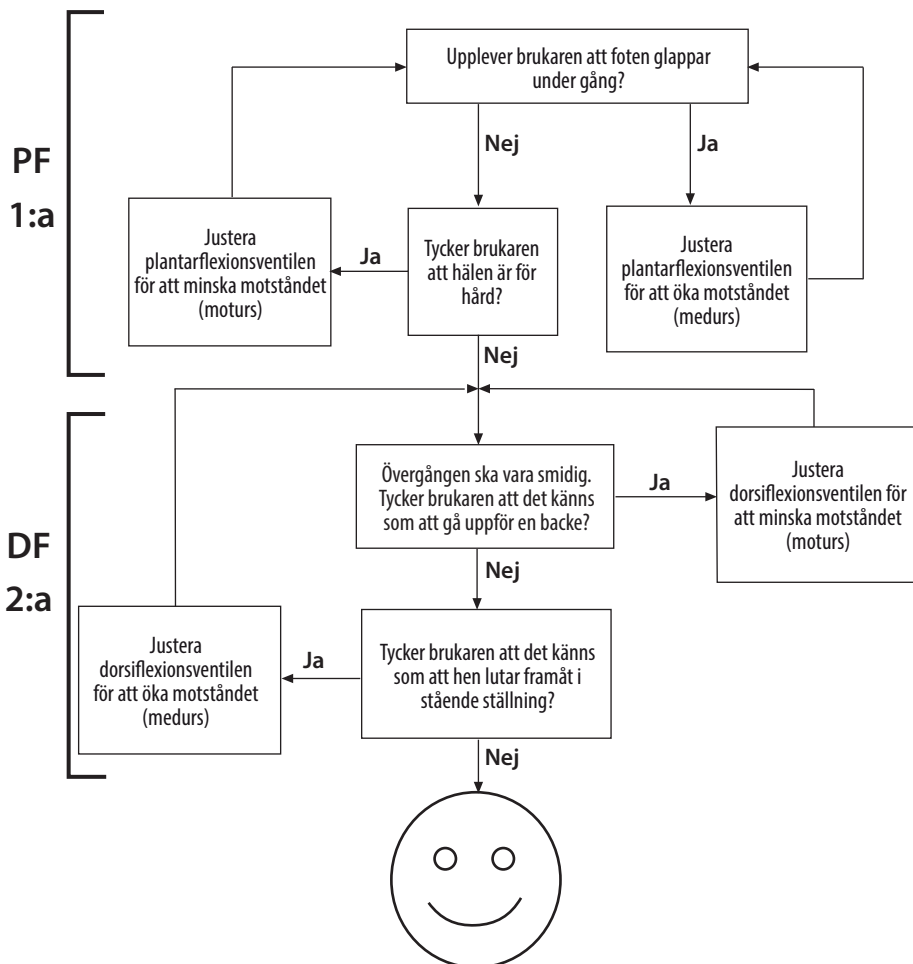 PF
1:a
Upplever brukaren att foten glappar
under gång?
Nej
Ja
Justera
plantarflexionsventilen
för att minska motståndet
(moturs)
Ja
Tycker brukaren
att hälen är för
hård?
Justera
plantarflexionsventilen
för att öka motståndet
(medurs)
Nej
DF
2:a
Övergången ska vara smidig.
Tycker brukaren att det känns
som att gå uppför en backe?
Ja
Justera
dorsiflexionsventilen för
att minska motståndet
(moturs)
Nej
Justera
dorsiflexionsventilen
för att öka motståndet
(medurs)
Ja
Tycker brukaren att det känns
som att hen lutar framåt i
stående ställning?
Nej